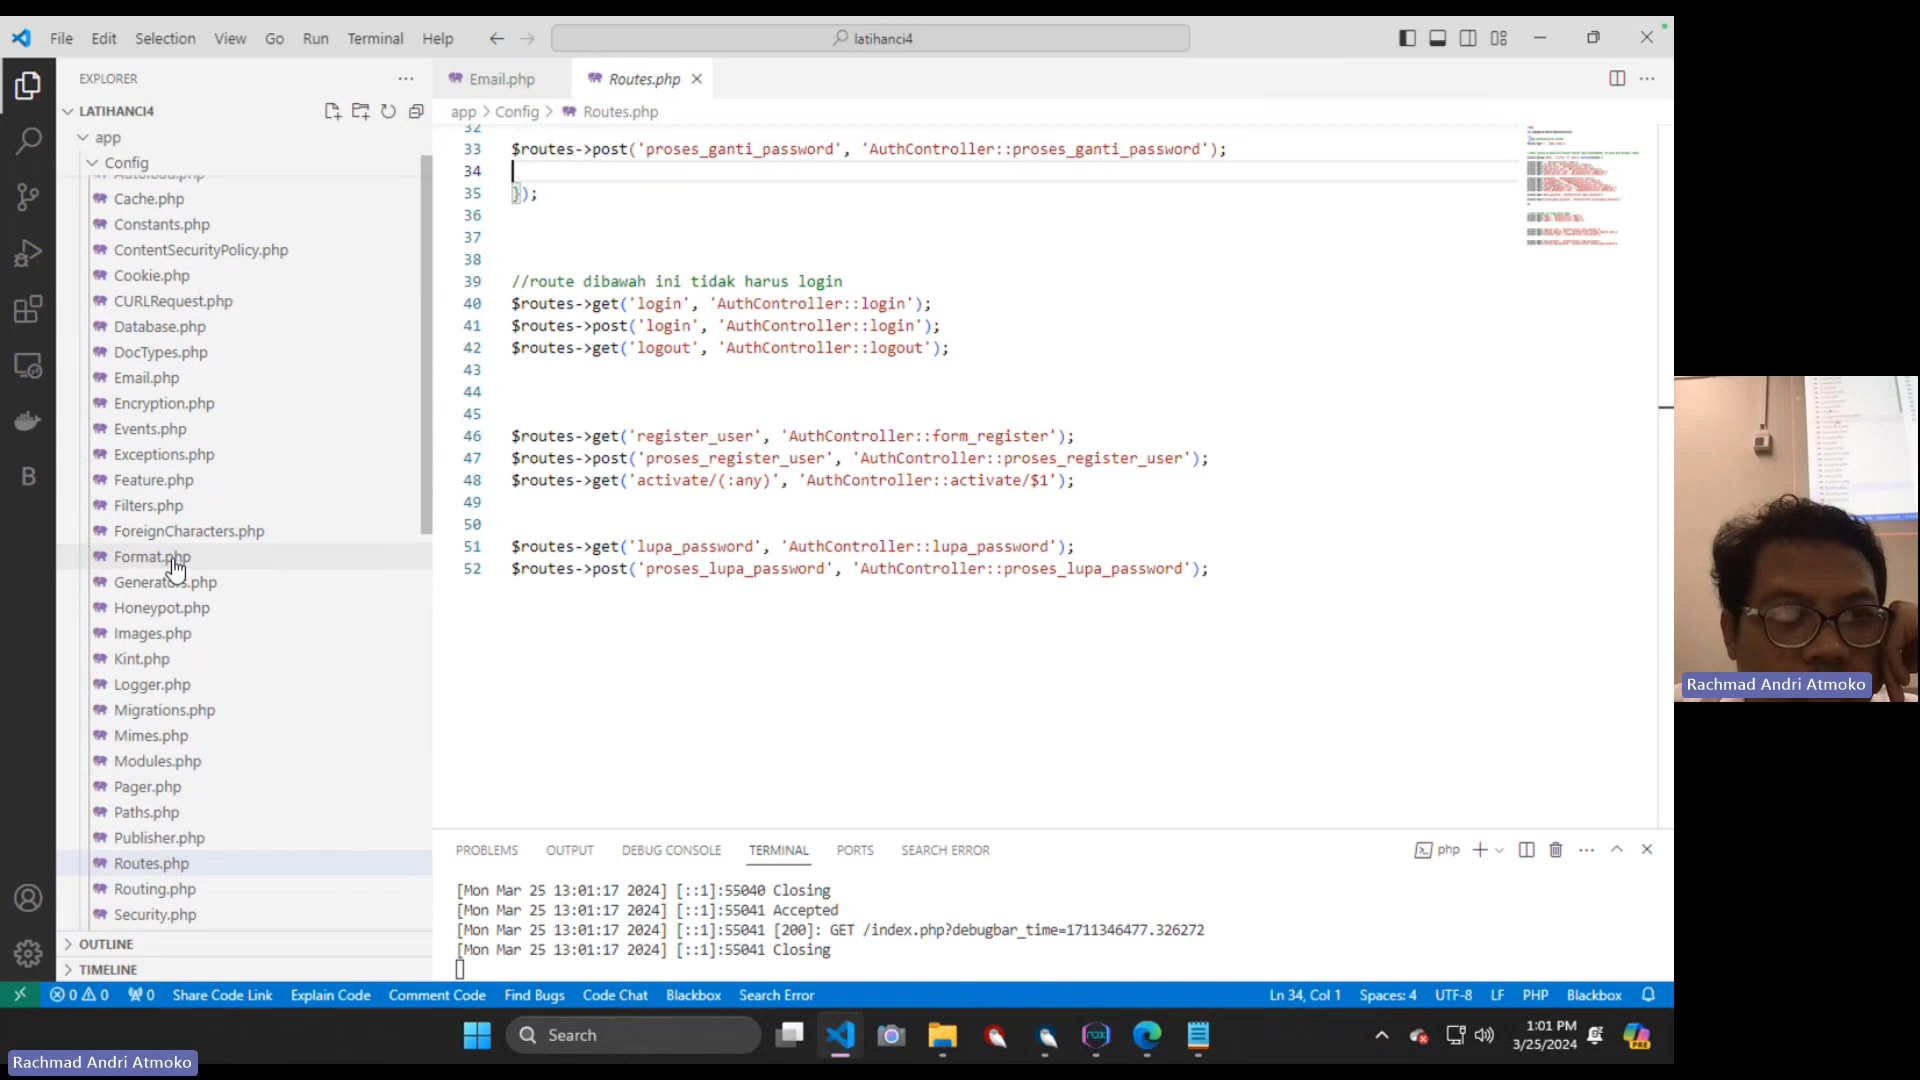 File Edit Selection View Go Run Terminal Help
latihanci4
EXPLORER
Email.php
Routes.php
LATIHANCI4
app > Config > Routes.php
app
Config
Autoload.php
Cache.php
Constants.php
ContentSecurityPolicy.php
Cookie.php
CURLRequest.php
Database.php
DocTypes.php
Email.php
Encryption.php
Events.php
Exceptions.php
Feature.php
Filters.php
ForeignCharacters.php
Format.php
Generators.php
Honeypot.php
Images.php
Kint.php
Logger.php
Migrations.php
Mimes.php
Modules.php
Pager.php
Paths.php
Publisher.php
Routes.php
Routing.php
Security.php
OUTLINE
TIMELINE
32
33 $routes->post('proses_ganti_password', 'AuthController::proses_ganti_password');
34
35 });
36
37
38
39 //route dibawah ini tidak harus login
40 $routes->get('login', 'AuthController::login');
41 $routes->post('login', 'AuthController::login');
42 $routes->get('logout', 'AuthController::logout');
43
44
45
46 $routes->get('register_user', 'AuthController::form_register');
47 $routes->post('proses_register_user', 'AuthController::proses_register_user');
48 $routes->get('activate/(:any)', 'AuthController::activate/$1');
49
50
51 $routes->get('lupa_password', 'AuthController::lupa_password');
52 $routes->post('proses_lupa_password', 'AuthController::proses_lupa_password');
PROBLEMS OUTPUT DEBUG CONSOLE TERMINAL PORTS SEARCH ERROR
php
[Mon Mar 25 13:01:17 2024] [::1]:55040 Closing
[Mon Mar 25 13:01:17 2024] [::1]:55041 Accepted
[Mon Mar 25 13:01:17 2024] [::1]:55041 [200]: GET /index.php?debugbar_time=1711346477.326272
[Mon Mar 25 13:01:17 2024] [::1]:55041 Closing
0 0 0 Share Code Link Explain Code Comment Code Find Bugs Code Chat Blackbox Search Error
Ln 34, Col 1 Spaces: 4 UTF-8 LF PHP Blackbox
Search
1:01 PM
3/25/2024
PRE
Rachmad Andri Atmoko
Rachmad Andri Atmoko